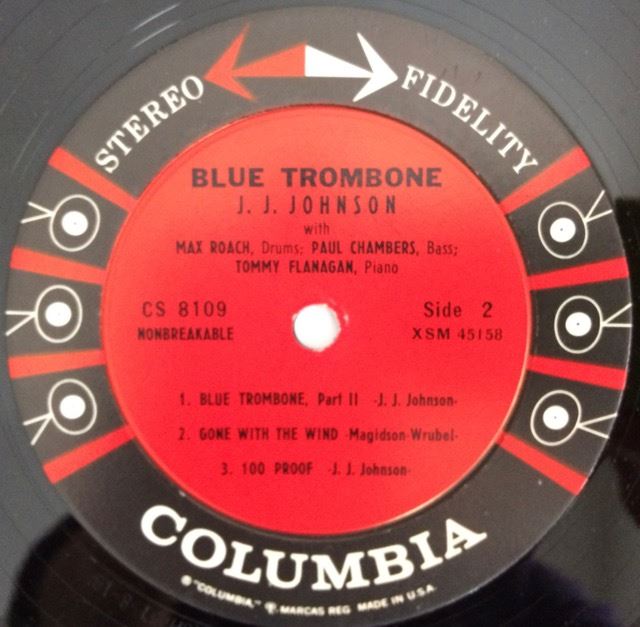 STEREO FIDELITY
BLUE TROMBONE
J. J. JOHNSON
with
MAX ROACH, Drums; PAUL CHAMBERS, Bass;
TOMMY FLANAGAN, Piano
CS 8109
NONBREAKABLE
Side 2
XSM 45158
1. BLUE TROMBONE, Part II -J. J. Johnson-
2. GONE WITH THE WIND -Magidson-Wrubel-
3. 100 PROOF -J. J. Johnson-
COLUMBIA
® "COLUMBIA," MARCAS REG. MADE IN U.S.A.